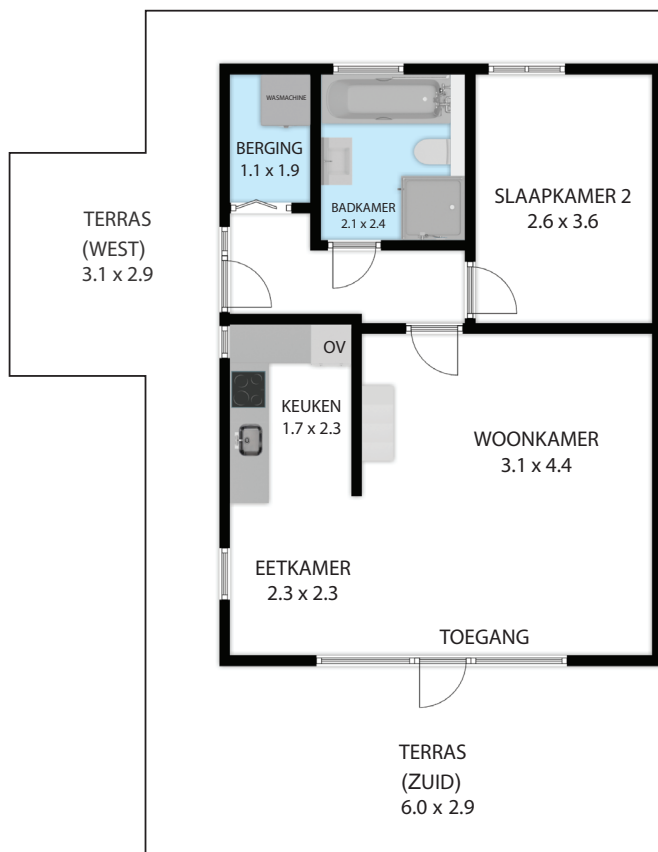 WASMACHINE
BERGING
1.1 x 1.9
BADKAMER
2.1 x 2.4
SLAAPKAMER 2
2.6 x 3.6
TERRAS
(WEST)
3.1 x 2.9
OV
KEUKEN
1.7 x 2.3
WOONKAMER
3.1 x 4.4
EETKAMER
2.3 x 2.3
TOEGANG
TERRAS
(ZUID)
6.0 x 2.9